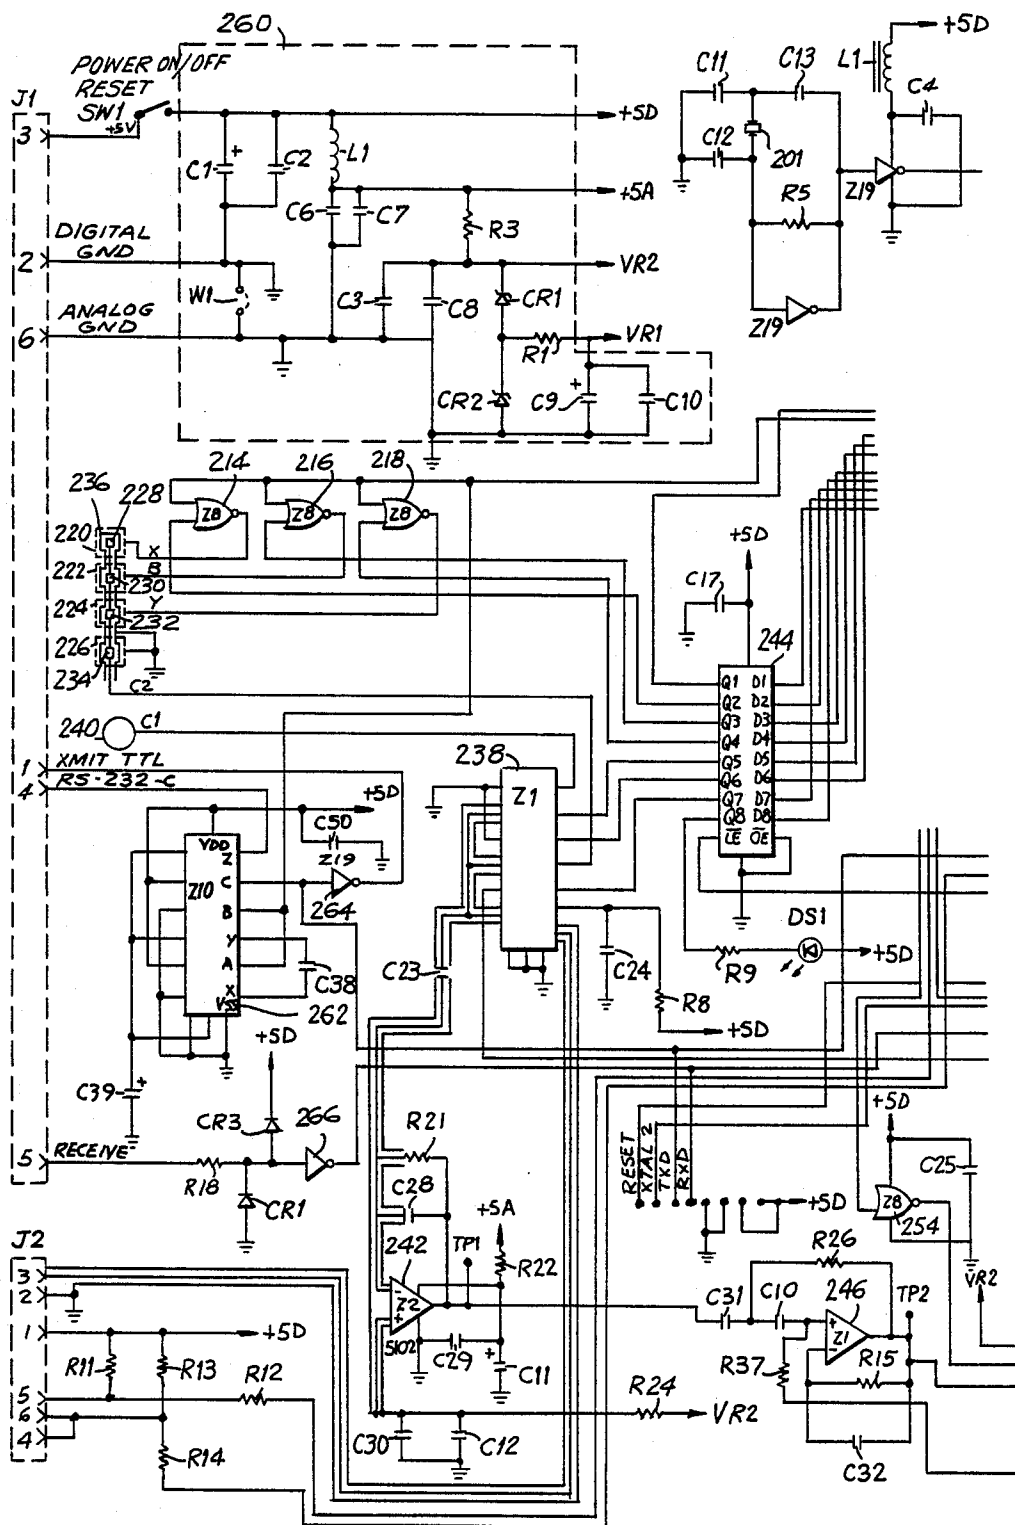 260
+5D
POWER ON/OFF
RESET
SW1
+5V
J1
3
C1
+
C2
L1
+5D
+5A
C6
C7
R3
DIGITAL
GND
2
W1
C3
C8
CR1
VR2
ANALOG
GND
6
R1
VR1
CR2
+
C9
C10
C11
C13
L1
C4
C12
201
Z19
R5
Z19
214
216
218
236
228
Z8
Z8
Z8
220
X
222
B
230
224
Y
232
226
234
C2
240
C1
XMIT TTL
1
RS-232-C
4
+5D
C17
244
Q1 D1
Q2 D2
Q3 D3
Q4 D4
Q5 D5
Q6 D6
Q7 D7
Q8 D8
LE OE
238
Z1
+5D
C50
Z19
VDD
Z
Z10
C
264
B
Y
A
C38
X
VSS
262
C23
C24
R8
+5D
DS1
R9
+5D
C39
+
+5D
CR3
266
5
RECEIVE
R18
CR1
R21
C28
242
TP1
+5A
R22
-
Z2
+
5102
C29
+
C11
RESET
XTAL 2
TXD
RXD
+5D
+5D
C25
Z8
254
VR2
R26
C31
C10
246
TP2
+
Z1
-
R37
R15
C32
J2
3
2
1
+5D
R11
R13
5
R12
6
4
R14
R24
VR2
C30
C12